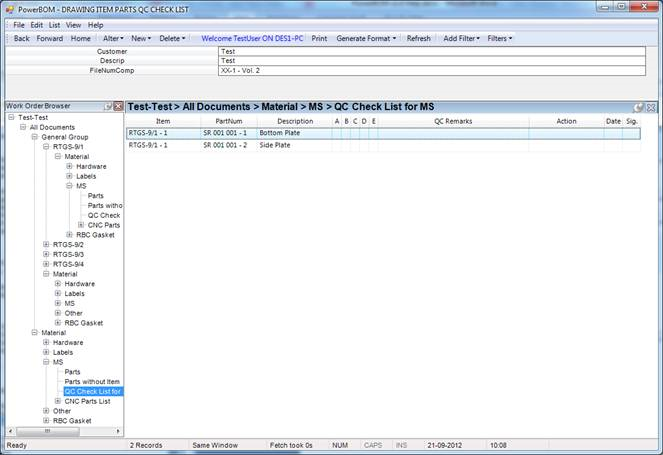 PowerBOM - DRAWING ITEM PARTS QC CHECK LIST
File Edit List View Help
Back Forward Home Alter New Delete Welcome TestUser ON DES1-PC Print Generate Format Refresh Add Filter Filters
Customer Test
Descrip Test
FileNumComp XX-1 - Vol. 2
Work Order Browser
Test-Test > All Documents > Material > MS > QC Check List for MS
Test-Test
All Documents
General Group
RTGS-9/1
Material
Hardware
Labels
MS
Parts
Parts witho
QC Check
CNC Parts
RBC Gasket
RTGS-9/2
RTGS-9/3
RTGS-9/4
Material
Hardware
Labels
MS
Other
RBC Gasket
Material
Hardware
Labels
MS
Parts
Parts without Item
QC Check List for
CNC Parts List
Other
RBC Gasket
Item PartNum Description A B C D E QC Remarks Action Date Sig.
RTGS-9/1 - 1 SR 001 001 - 1 Bottom Plate
RTGS-9/1 - 1 SR 001 001 - 2 Side Plate
Ready 2 Records Same Window Fetch took 0s NUM CAPS INS 21-09-2012 10:08